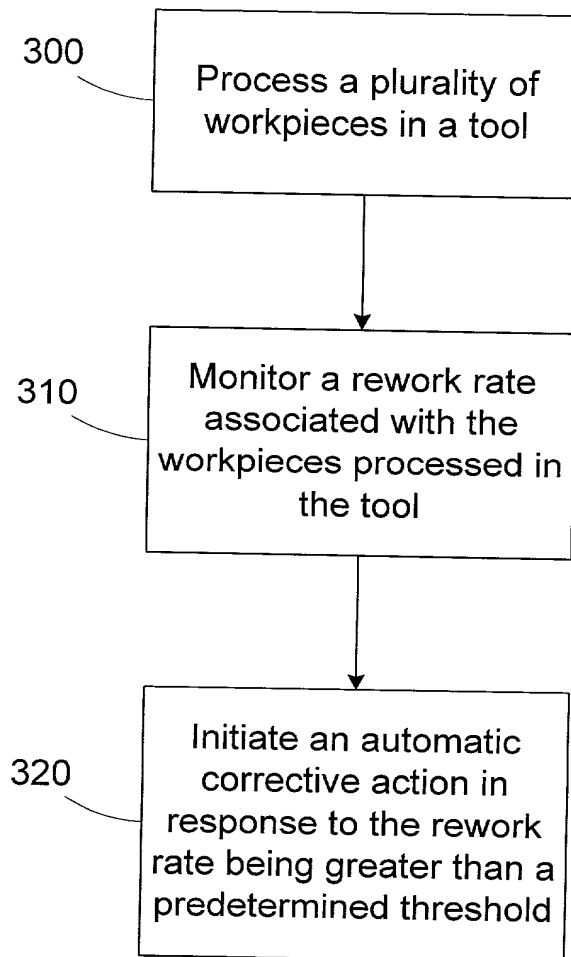 300
Process a plurality of
workpieces in a tool
310
Monitor a rework rate
associated with the
workpieces processed in
the tool
320
Initiate an automatic
corrective action in
response to the rework
rate being greater than a
predetermined threshold